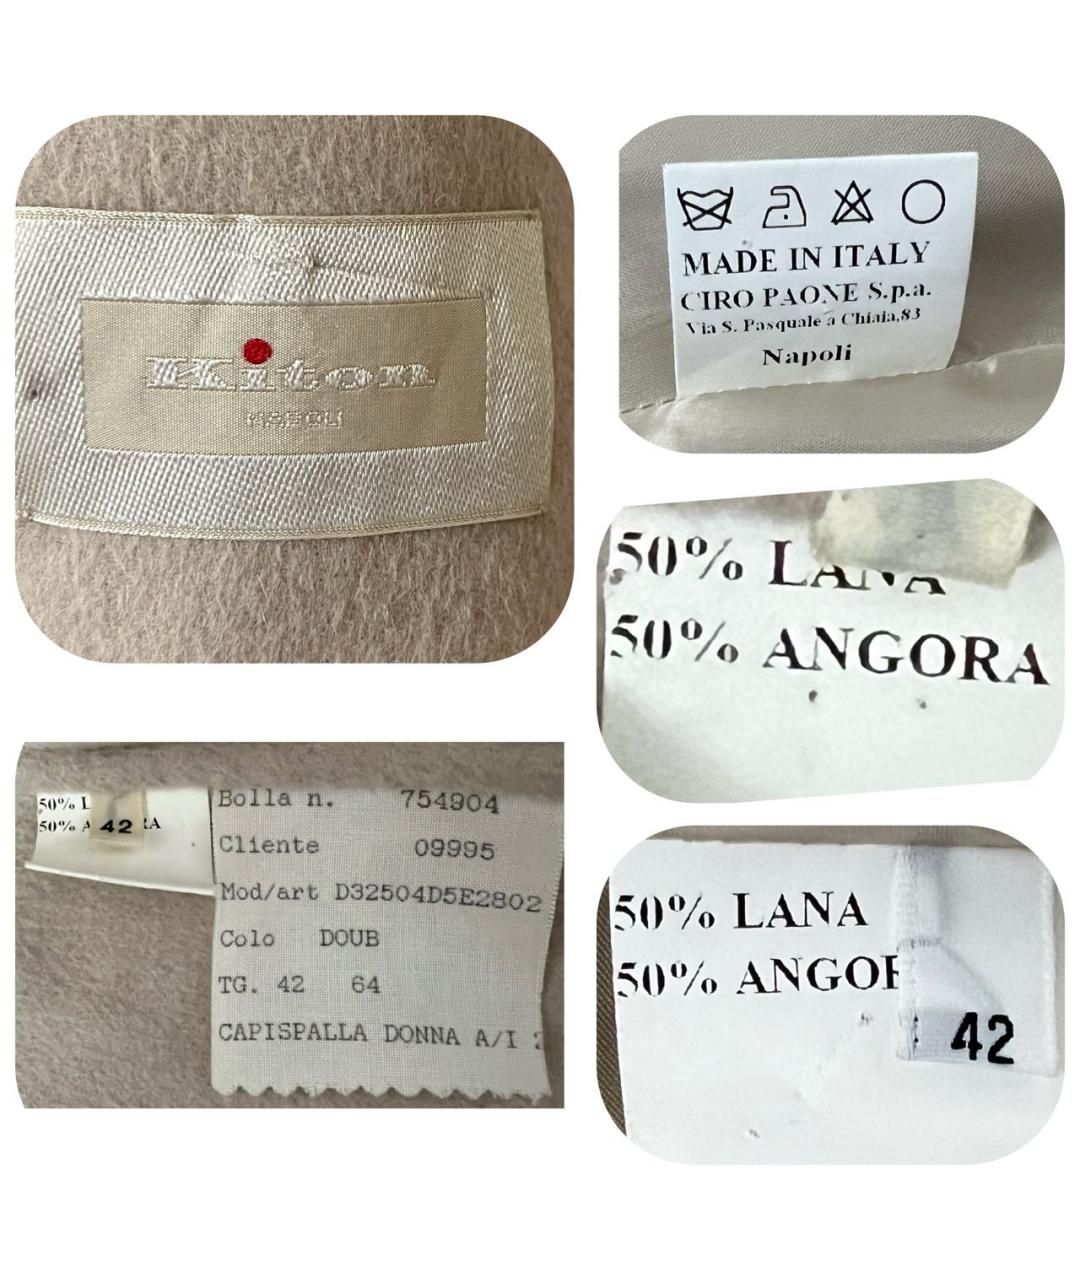 Kiton
NAPOLI
MADE IN ITALY
CIRO PAONE S.p.a.
Via S. Pasquale a Chiaia,83
Napoli
50% LANA
50% ANGORA
50% L
50% A 42 RA
Bolla n. 754904
Cliente 09995
Mod/art D32504D5E2802
Colo DOUB
TG. 42 64
CAPISPALLA DONNA A/I
50% LANA
50% ANGOR
42